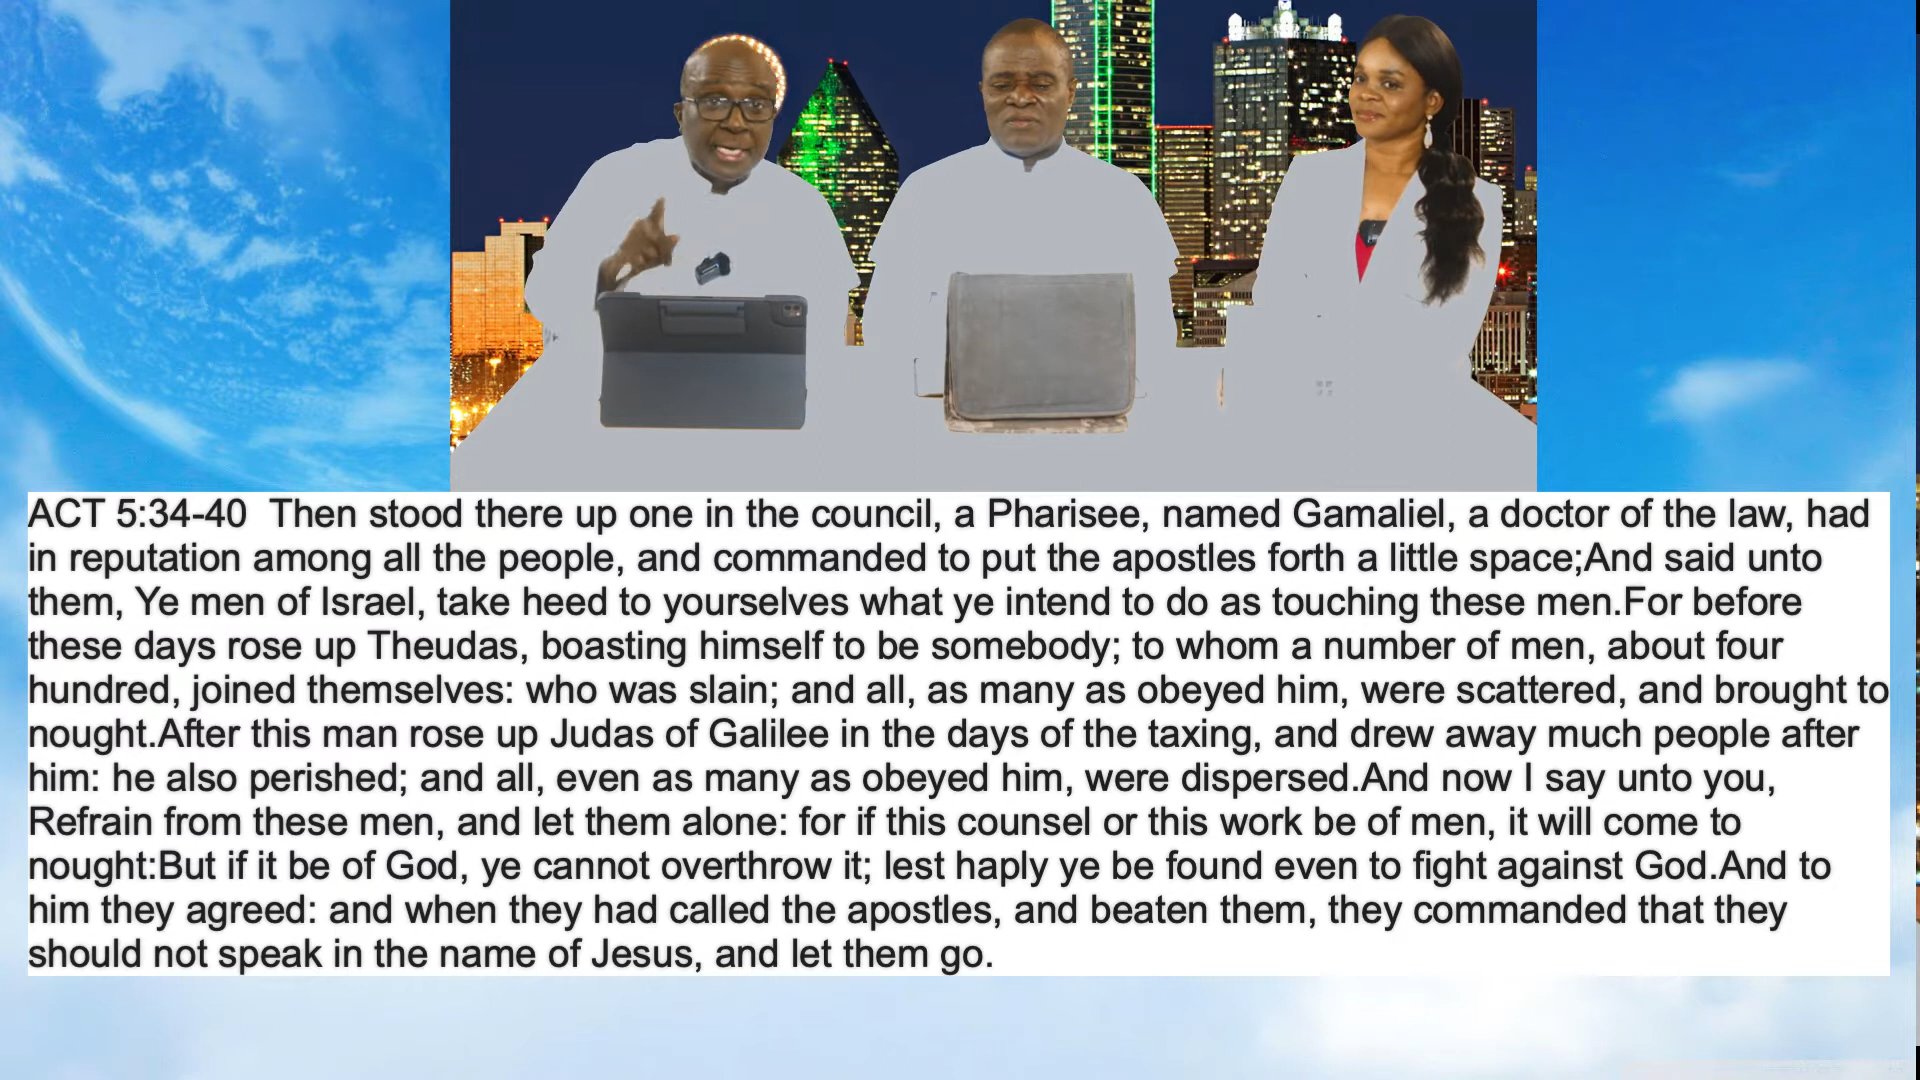 ACT 5:34-40  Then stood there up one in the council, a Pharisee, named Gamaliel, a doctor of the law, had
in reputation among all the people, and commanded to put the apostles forth a little space;And said unto
them, Ye men of Israel, take heed to yourselves what ye intend to do as touching these men.For before
these days rose up Theudas, boasting himself to be somebody; to whom a number of men, about four
hundred, joined themselves: who was slain; and all, as many as obeyed him, were scattered, and brought to
nought.After this man rose up Judas of Galilee in the days of the taxing, and drew away much people after
him: he also perished; and all, even as many as obeyed him, were dispersed.And now I say unto you,
Refrain from these men, and let them alone: for if this counsel or this work be of men, it will come to
nought:But if it be of God, ye cannot overthrow it; lest haply ye be found even to fight against God.And to
him they agreed: and when they had called the apostles, and beaten them, they commanded that they
should not speak in the name of Jesus, and let them go.